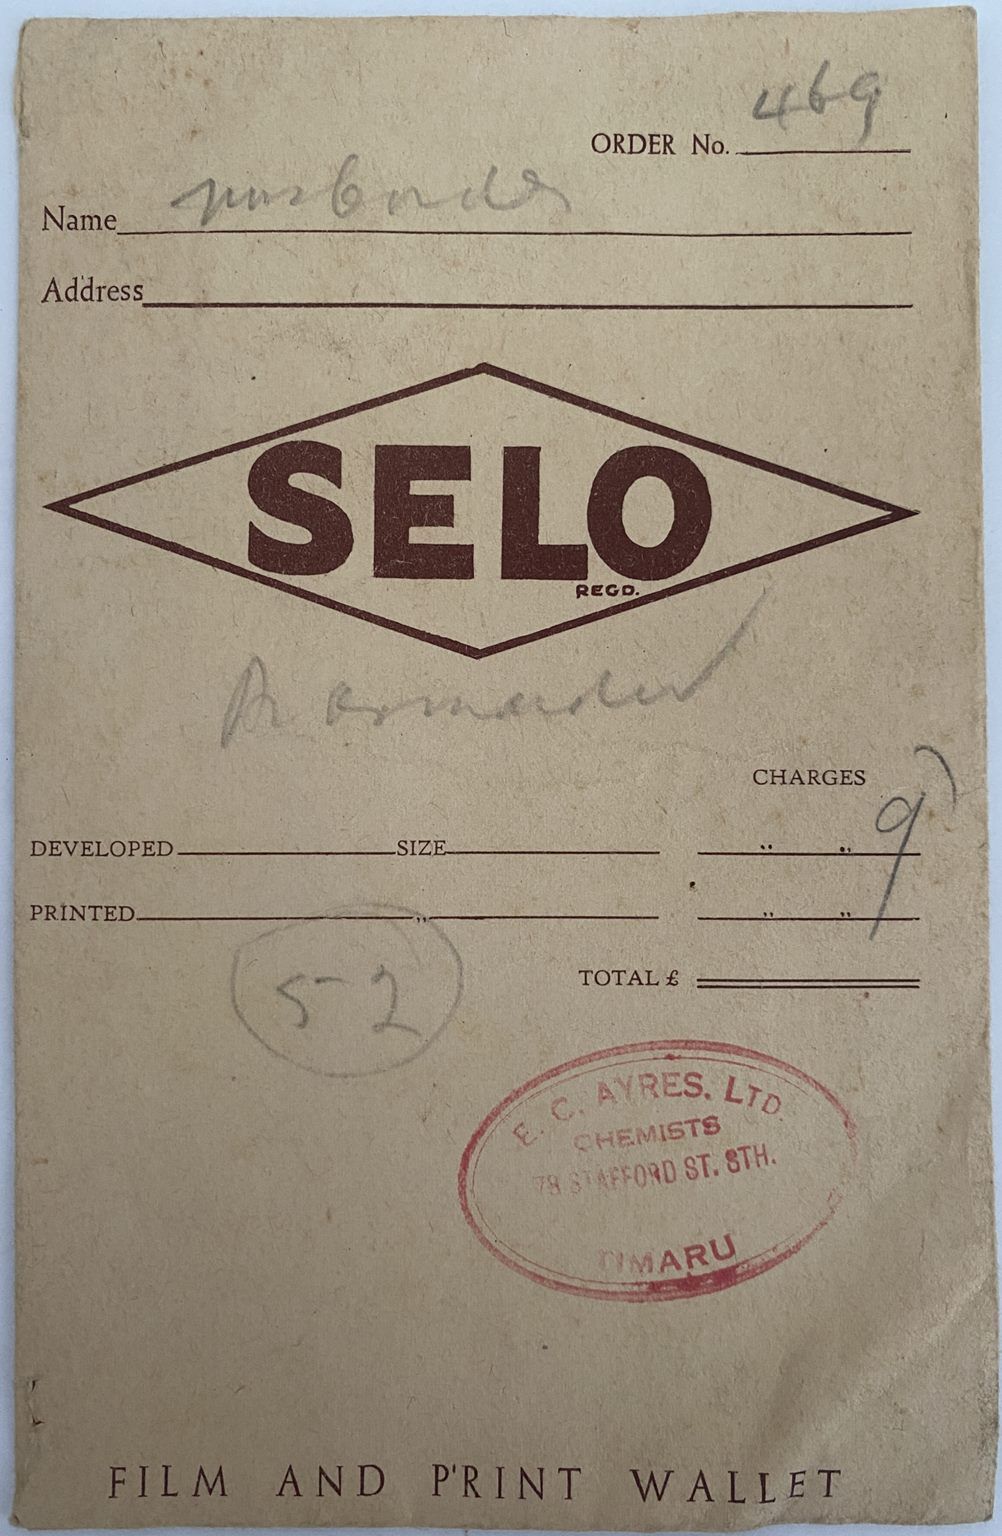 ORDER No. 469
Name
Address
SELO
REGD.
CHARGES
DEVELOPED SIZE " "
PRINTED " " "
9
TOTAL £
52
E. C. AYRES. LTD
CHEMISTS
78 STAFFORD ST. STH.
TIMARU
FILM AND PRINT WALLET